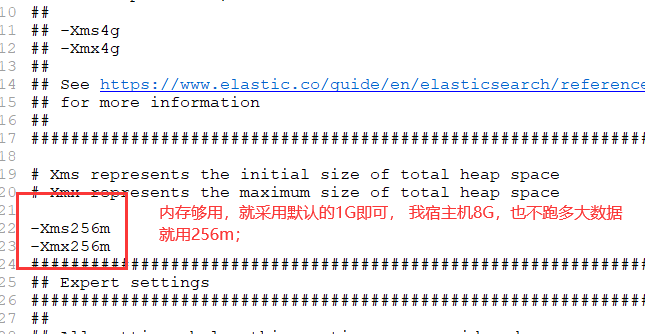 10 ##
11 ## -Xms4g
12 ## -Xmx4g
13 ##
14 ## See https://www.elastic.co/guide/en/elasticsearch/reference
15 ## for more information
16 ##
17 ################################################################
18
19 # Xms represents the initial size of total heap space
20 # Xmx represents the maximum size of total heap space
21
22 -Xms256m
内存够用,就采用默认的1G即可, 我宿主机8G,也不跑多大数据
就用256m;
23 -Xmx256m
24 ################################################################
25 ## Expert settings
26 ################################################################
27 ##